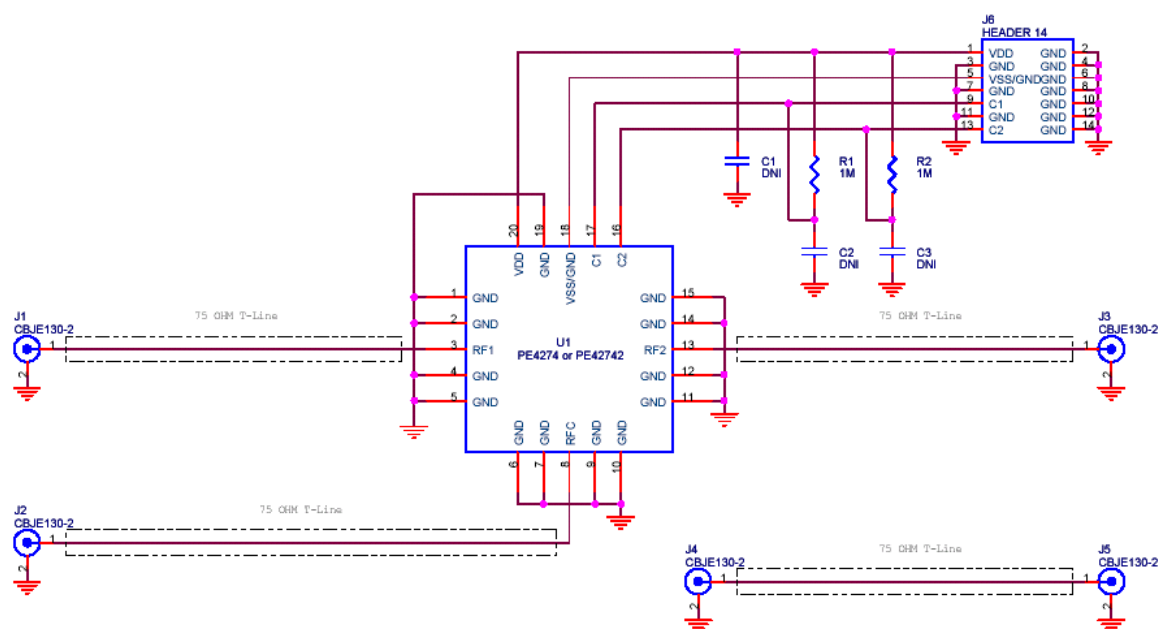 J6
HEADER 14
1 VDD GND 2
3 GND GND 4
5 VSS/GND GND 6
7 GND GND 8
9 C1 GND 10
11 GND GND 12
13 C2 GND 14
C1
DNI
R1
1M
R2
1M
C2
DNI
C3
DNI
20 19 18 17 16
VDD GND VSS/GND C1 C2
1 GND GND 15
2 GND GND 14
3 RF1 RF2 13
4 GND GND 12
5 GND GND 11
U1
PE4274 or PE42742
GND GND RFC GND GND
6 7 8 9 10
J1
CBJE130-2
1
2
75 OHM T-Line
75 OHM T-Line
J3
CBJE130-2
1
2
J2
CBJE130-2
1
2
75 OHM T-Line
J4
CBJE130-2
1
2
75 OHM T-Line
J5
CBJE130-2
1
2